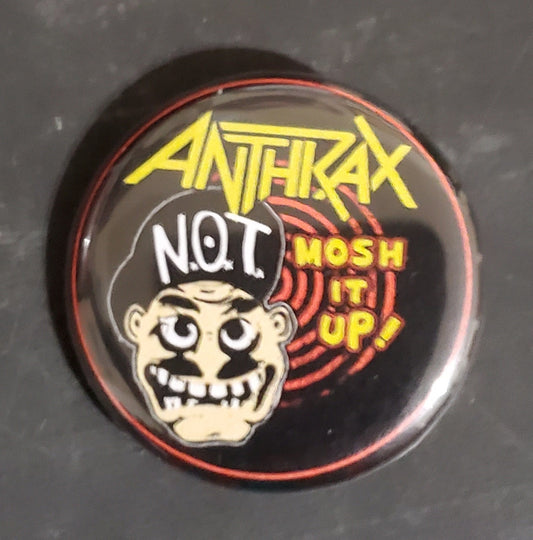 ANTHRAX
N.O.T.
MOSH
IT
UP!